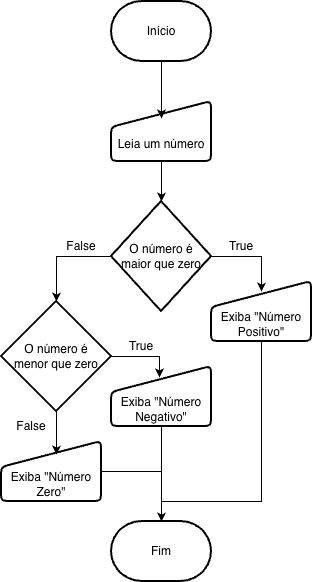 Início
Leia um número
O número é
maior que zero
False
True
Exiba "Número
Positivo"
O número é
menor que zero
True
Exiba "Número
Negativo"
False
Exiba "Número
Zero"
Fim